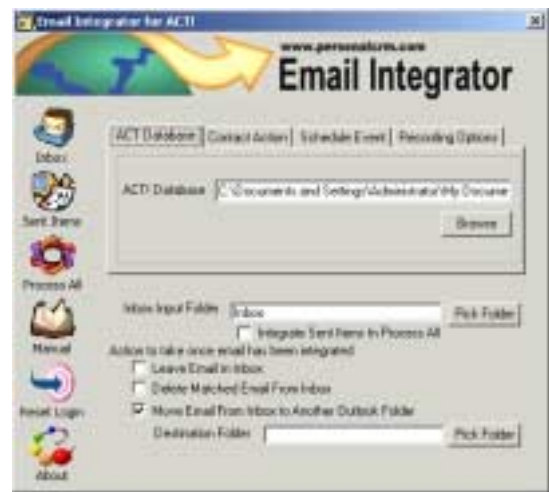 Email Integrator for ACT!
www.personalcrm.com
Email Integrator
Inbox
Sent Items
Process All
Manual
Reset Login
About
ACT Database
Contact Action
Schedule Event
Recording Options
ACT! Database
C:\Documents and Settings\Administrator\My Docume
Browse
Inbox Input Folder
Inbox
Pick Folder
Integrate Sent Items In Process All
Action to take once email has been integrated
Leave Email in Inbox
Delete Matched Email From Inbox
Move Email From Inbox to Another Outlook Folder
Destination Folder
Pick Folder